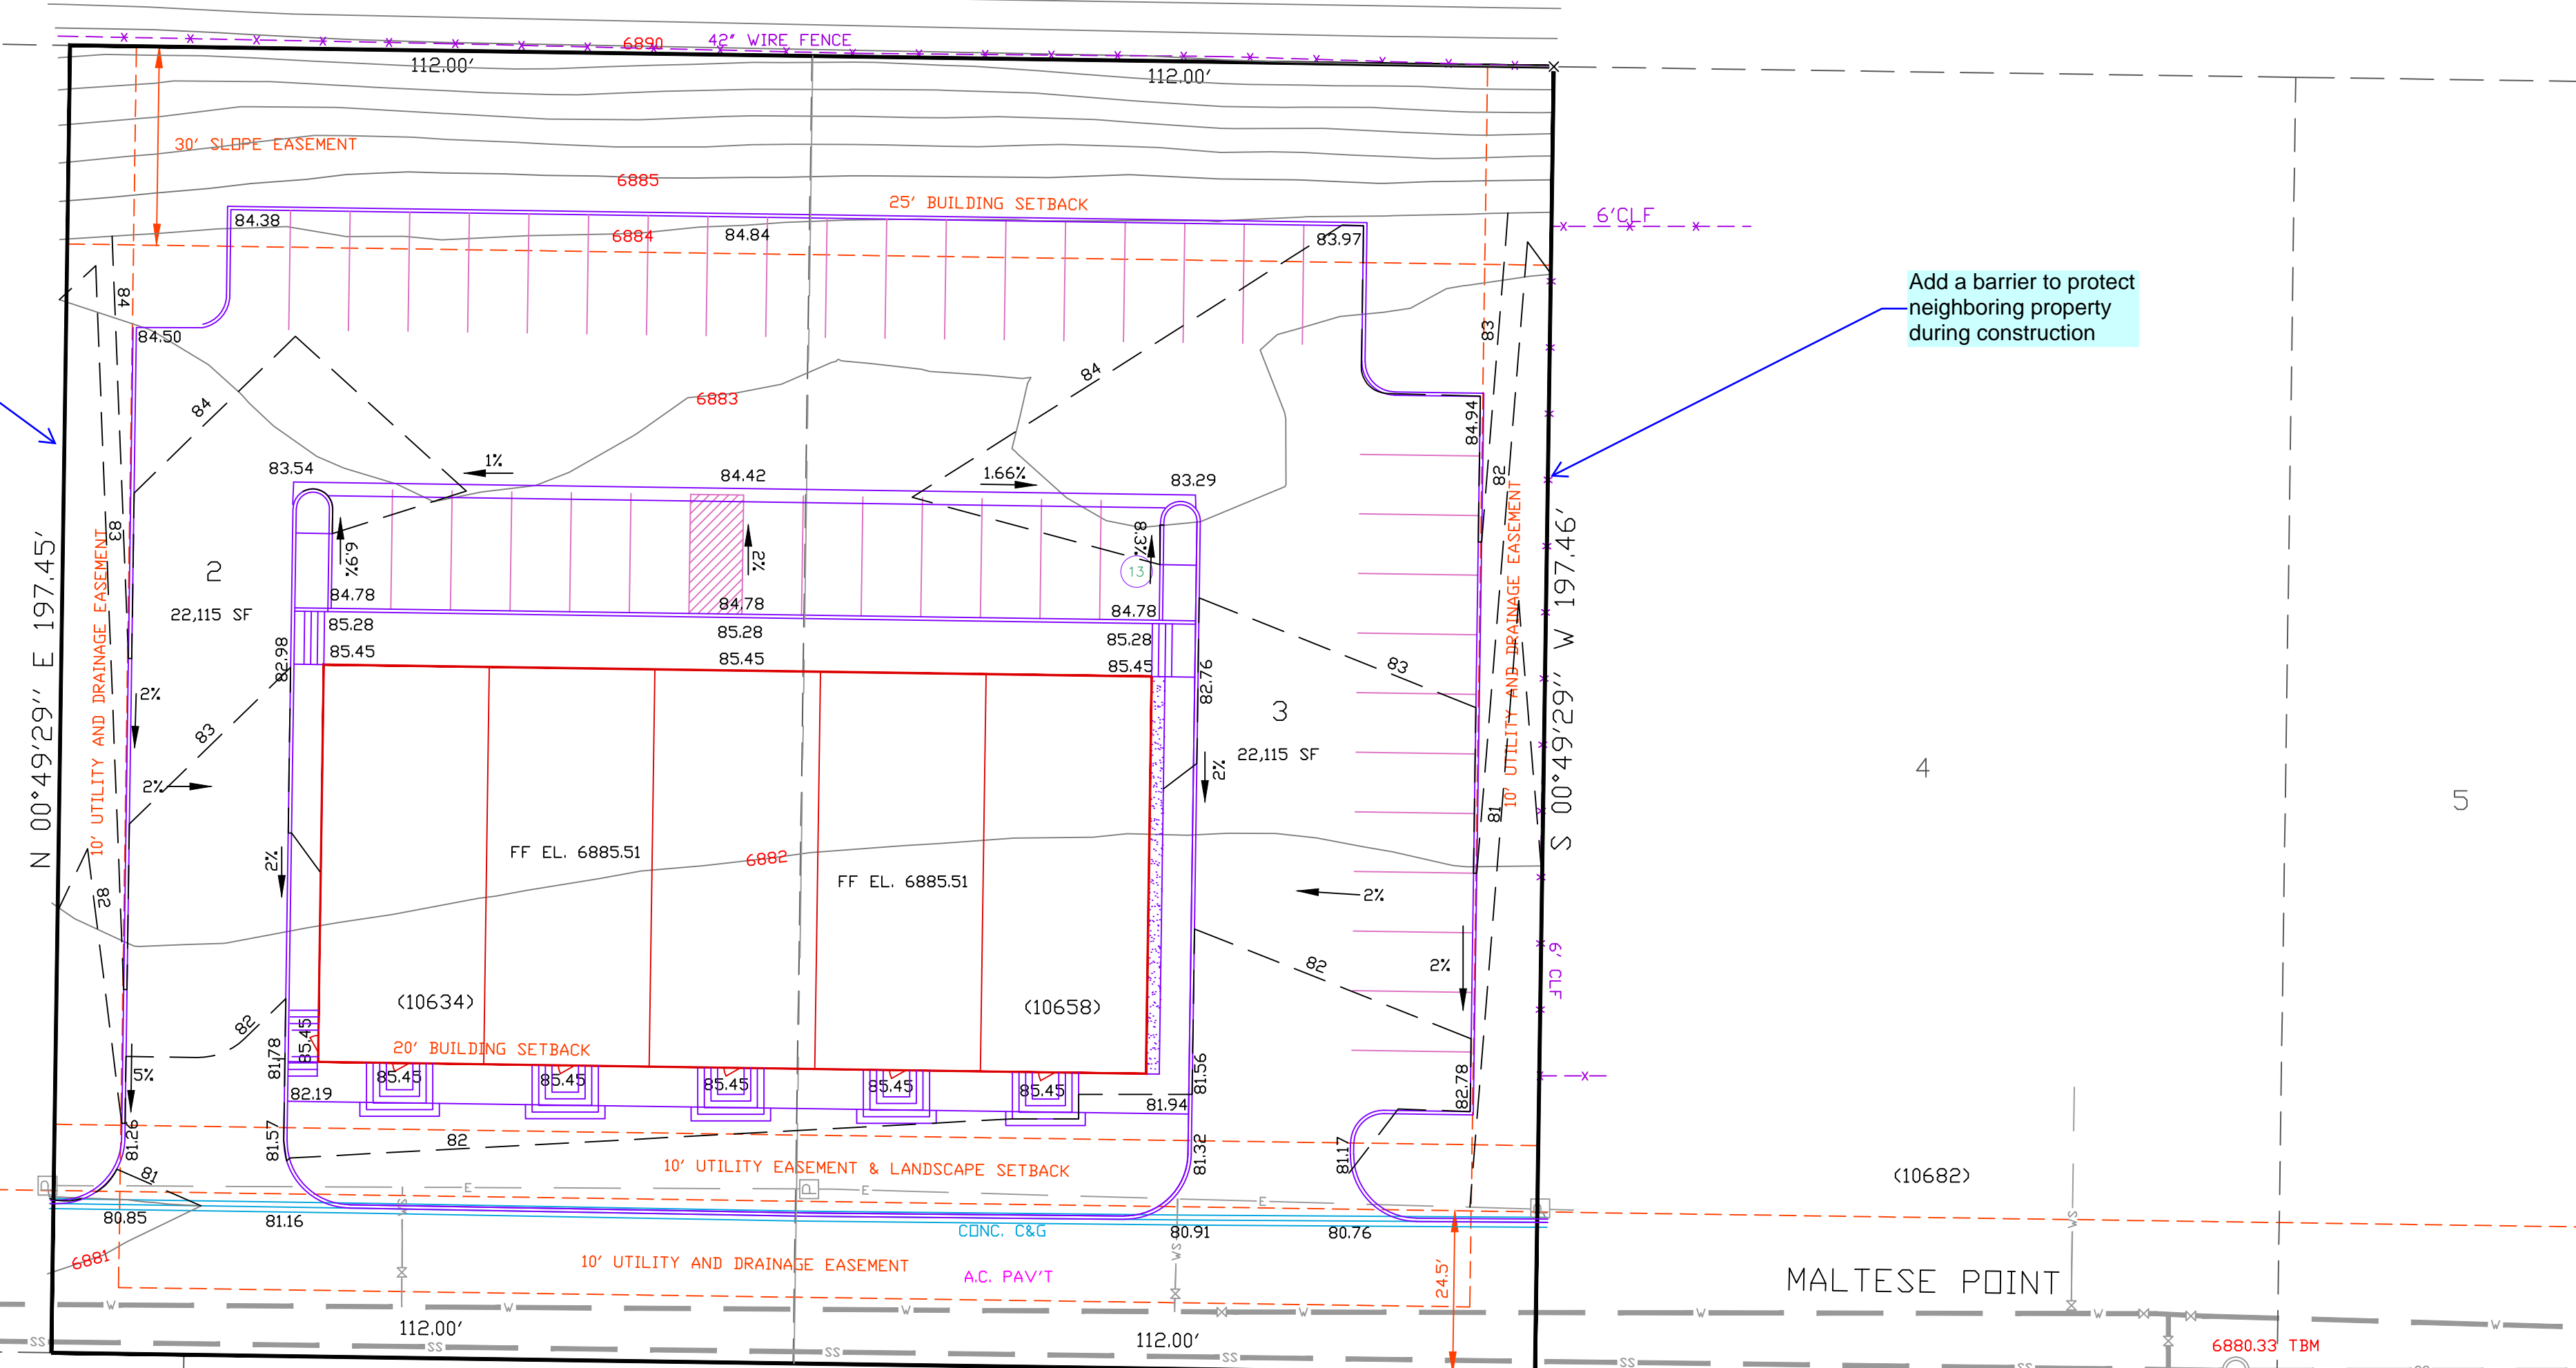 6890
42" WIRE FENCE
112.00'
112.00'
30' SLOPE EASEMENT
6885
25' BUILDING SETBACK
6'CLF
84.38
6884
84.84
83.97
Add a barrier to protect
neighboring property
during construction
84
84.50
83
84
84
6883
84.94
83.54
1%
84.42
1.66%
83.29
82
83
6.9%
2%
8.3%
13
N 00°49'29" E 197.45'
10' UTILITY AND DRAINAGE EASEMENT
2
22,115 SF
84.78
84.78
84.78
85.28
85.28
85.28
85.45
85.45
85.45
82.98
82.76
83
10' UTILITY AND DRAINAGE EASEMENT
S 00°49'29" W 197.46'
2%
3
22,115 SF
83
2%
2%
4
5
81
2%
FF EL. 6885.51
6882
FF EL. 6885.51
82
2%
6' CLF
82
2%
(10634)
(10658)
82
85.45
20' BUILDING SETBACK
81.78
5%
85.45
85.45
85.45
85.45
85.45
81.56
82.78
82.19
81.94
81.26
81.57
82
81.32
81.17
10' UTILITY EASEMENT & LANDSCAPE SETBACK
(10682)
81
P
E
P
E
E
P
WS
WS
WS
80.85
81.16
CONC. C&G
80.91
80.76
6881
10' UTILITY AND DRAINAGE EASEMENT
A.C. PAV'T
24.5'
MALTESE POINT
W
W
W
W
W
W
W
112.00'
112.00'
6880.33 TBM
SS
SS
SS
SS
SS
SS